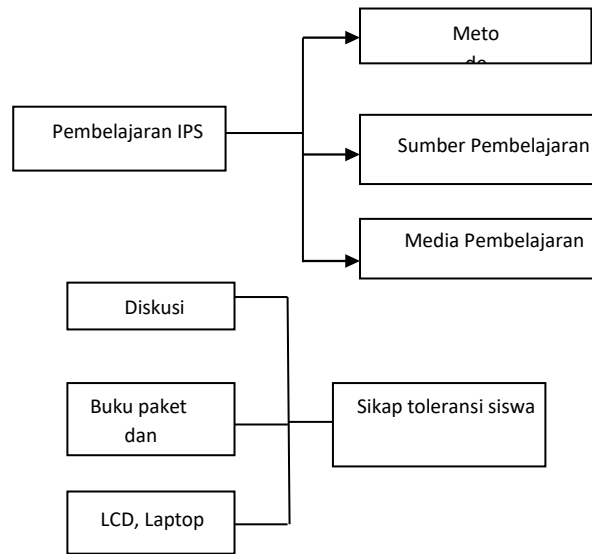 Meto
Pembelajaran IPS
Sumber Pembelajaran
Media Pembelajaran
Diskusi
Buku paket
dan
Sikap toleransi siswa
LCD, Laptop